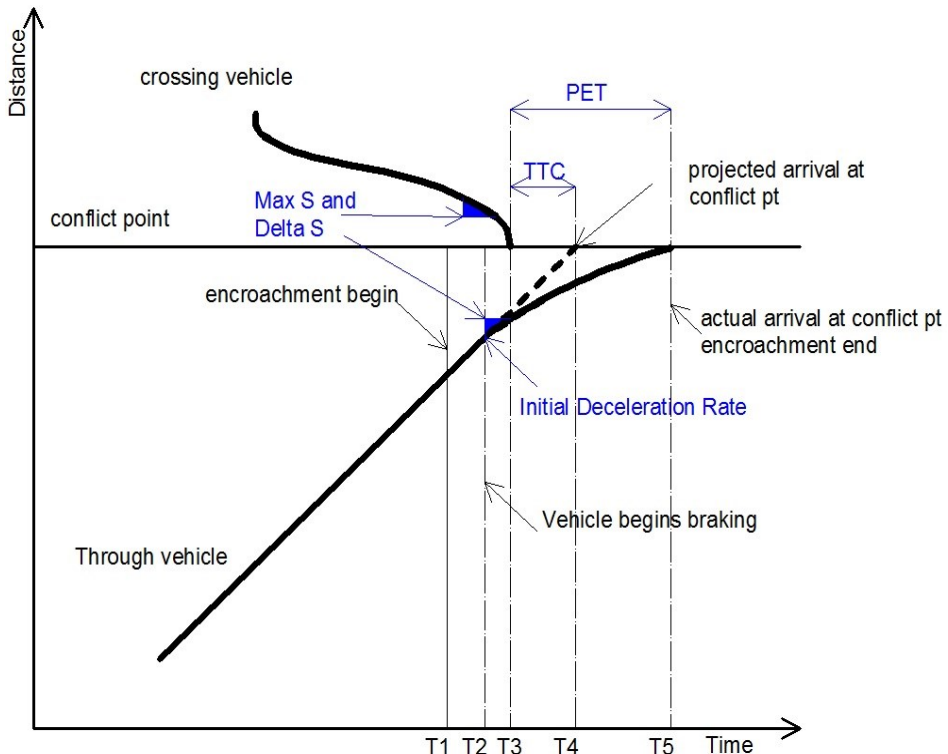 Distance
crossing vehicle
PET
TTC
projected arrival at
conflict pt
Max S and
Delta S
conflict point
encroachment begin
actual arrival at conflict pt
encroachment end
Initial Deceleration Rate
Vehicle begins braking
Through vehicle
T1 T2 T3 T4 T5 Time